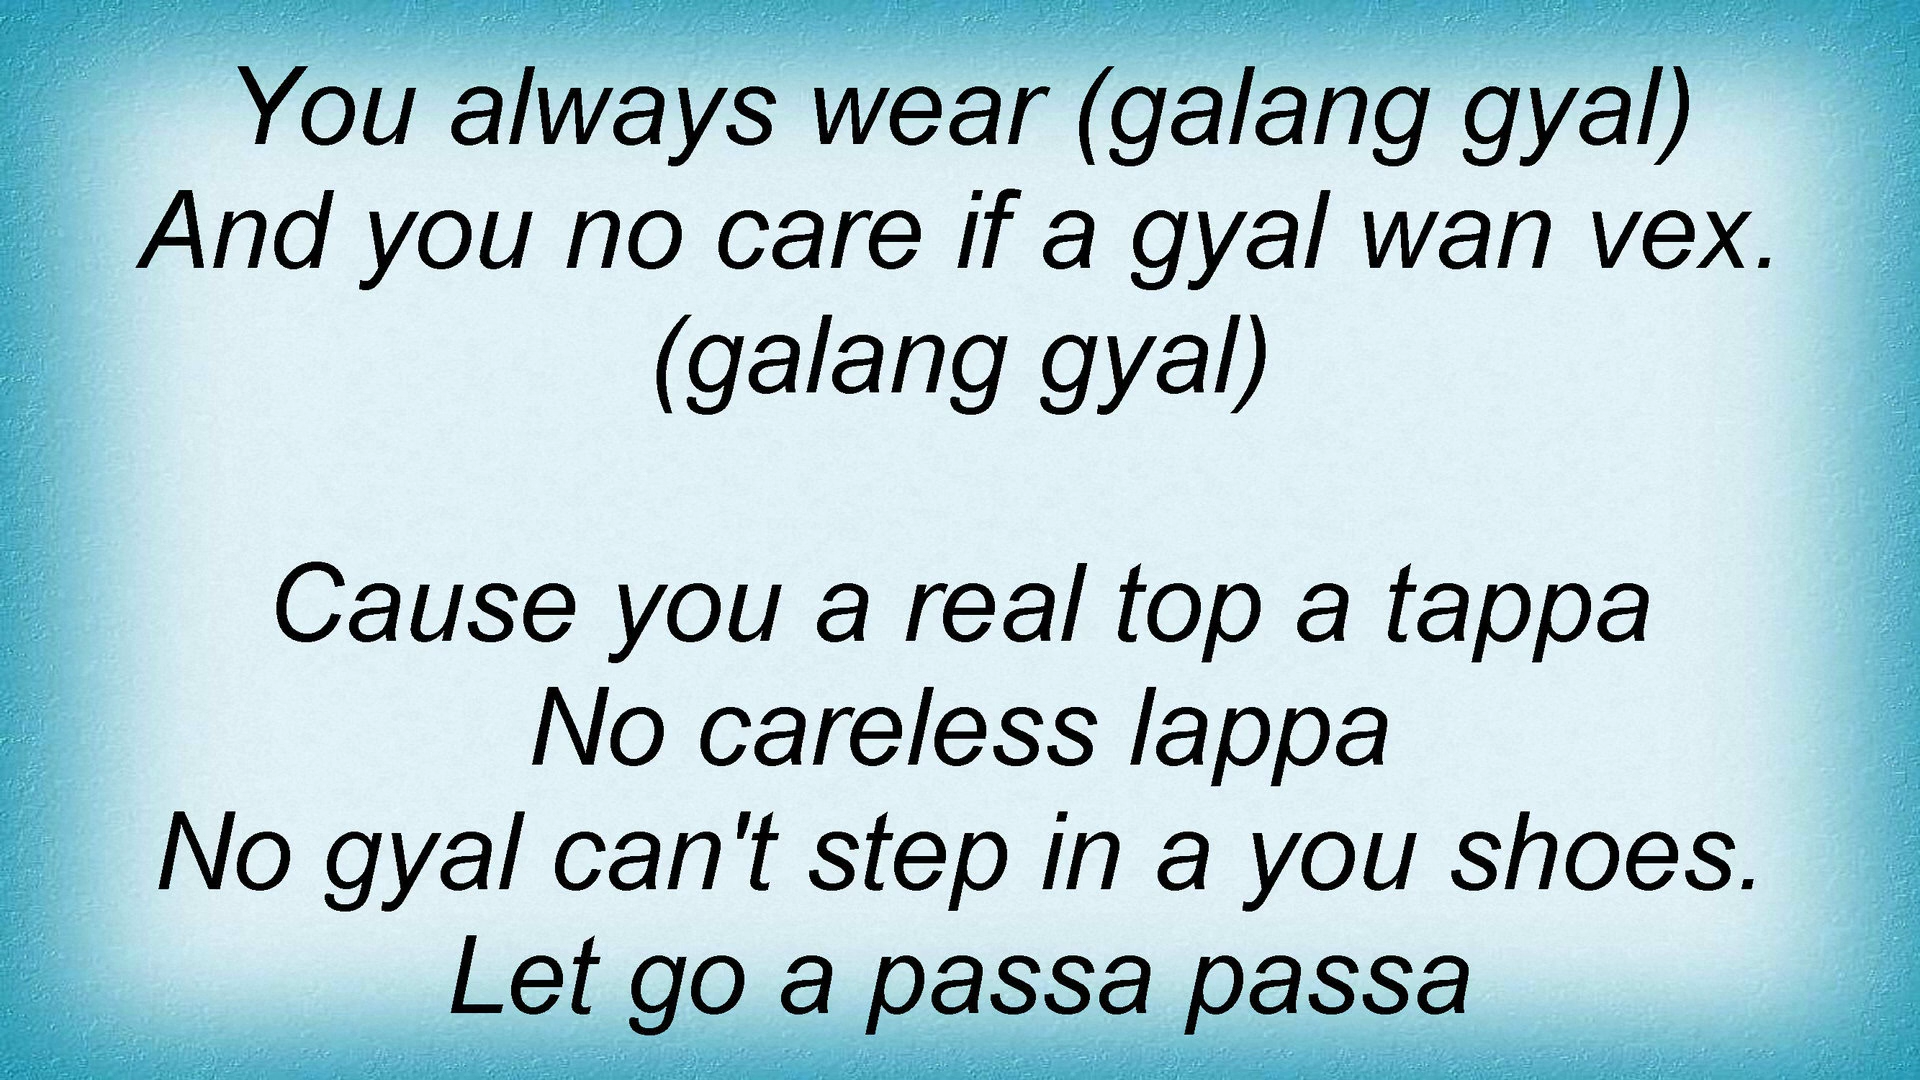 You always wear (galang gyal)
And you no care if a gyal wan vex.
(galang gyal)
Cause you a real top a tappa
No careless lappa
No gyal can't step in a you shoes.
Let go a passa passa